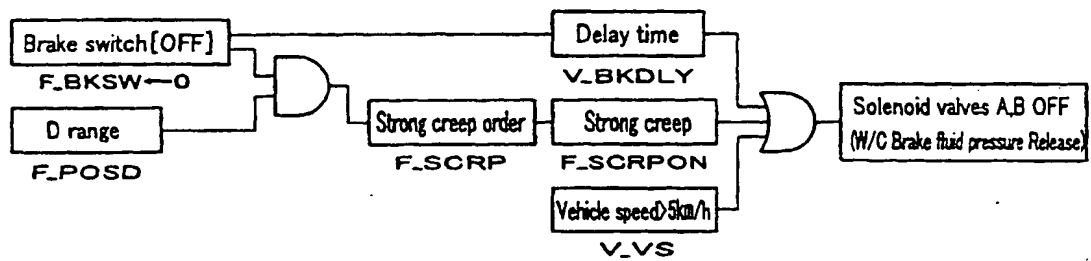 Brake switch[OFF]
F_BKSW←0
D range
F_POSD
Strong creep order
F_SCRP
Delay time
V_BKDLY
Strong creep
F_SCRPON
Vehicle speed>5km/h
V_VS
Solenoid valves A,B OFF
(W/C Brake fluid pressure Release)